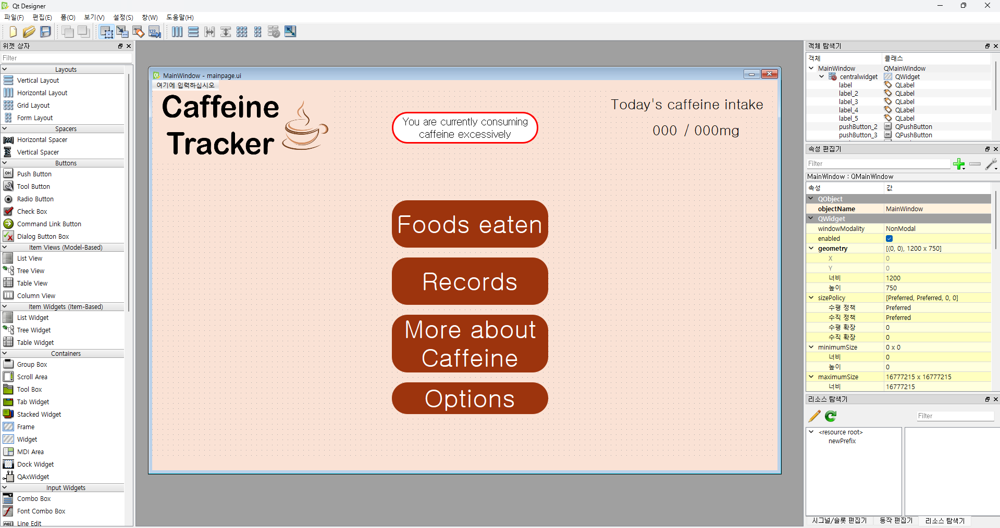 Qt Designer
파일(F) 편집(E) 폼(O) 보기(V) 설정(S) 창(W) 도움말(H)
위젯 상자
Filter
Layouts
Vertical Layout
Horizontal Layout
Grid Layout
Form Layout
Spacers
Horizontal Spacer
Vertical Spacer
Buttons
OK Push Button
Tool Button
Radio Button
Check Box
Command Link Button
Dialog Button Box
Item Views (Model-Based)
List View
Tree View
Table View
Column View
Item Widgets (Item-Based)
List Widget
Tree Widget
Table Widget
Containers
Group Box
Scroll Area
Tool Box
Tab Widget
Stacked Widget
Frame
Widget
MDI Area
Dock Widget
QAxWidget
Input Widgets
Combo Box
Font Combo Box
Line Edit
MainWindow - mainpage.ui
여기에 입력하십시오
Caffeine
Tracker
You are currently consuming
caffeine excessively
Today's caffeine intake
000 / 000mg
Foods eaten
Records
More about
Caffeine
Options
객체 탐색기
객체 클래스
MainWindow QMainWindow
centralwidget QWidget
label QLabel
label_2 QLabel
label_3 QLabel
label_4 QLabel
label_5 QLabel
pushButton_2 QPushButton
pushButton_3 QPushButton
속성 편집기
Filter
MainWindow : QMainWindow
속성 값
QObject
objectName MainWindow
QWidget
windowModality NonModal
enabled
geometry [(0, 0), 1200 x 750]
X 0
Y 0
너비 1200
높이 750
sizePolicy [Preferred, Preferred, 0, 0]
수평 정책 Preferred
수직 정책 Preferred
수평 확장 0
수직 확장 0
minimumSize 0 x 0
너비 0
높이 0
maximumSize 16777215 x 16777215
너비 16777215
리소스 탐색기
Filter
<resource root>
newPrefix
시그널/슬롯 편집기 동작 편집기 리소스 탐색기